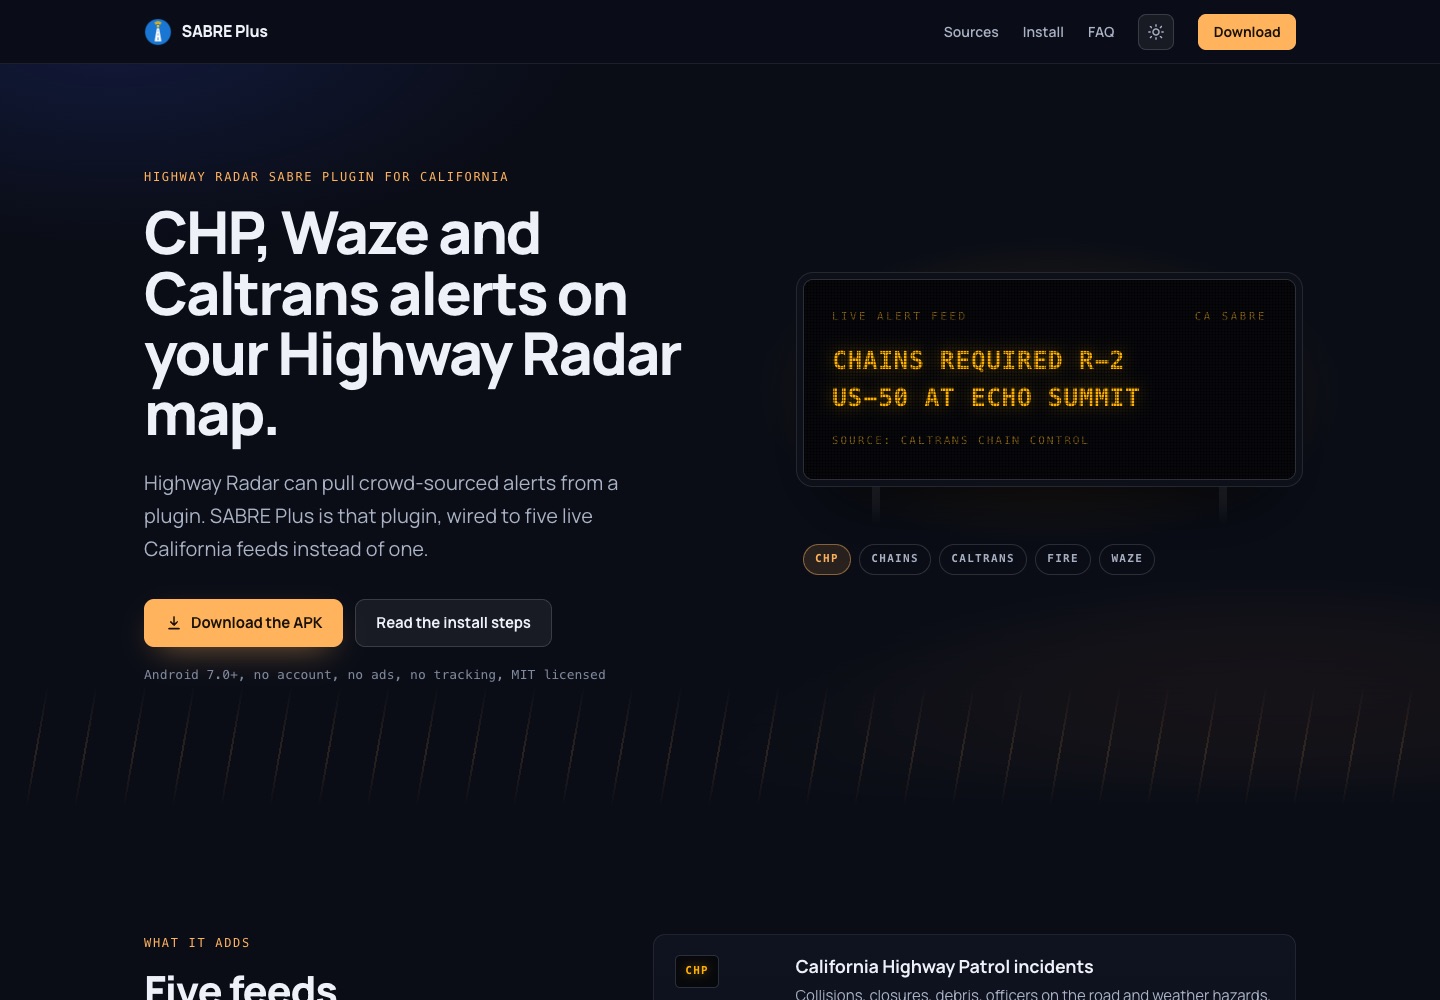 SABRE Plus
Sources
Install
FAQ
Download
HIGHWAY RADAR SABRE PLUGIN FOR CALIFORNIA
CHP, Waze and
Caltrans alerts on
your Highway Radar
map.
Highway Radar can pull crowd-sourced alerts from a
plugin. SABRE Plus is that plugin, wired to five live
California feeds instead of one.
Download the APK
Read the install steps
Android 7.0+, no account, no ads, no tracking, MIT licensed
LIVE ALERT FEED
CA SABRE
CHAINS REQUIRED R-2
US-50 AT ECHO SUMMIT
SOURCE: CALTRANS CHAIN CONTROL
CHP
CHAINS
CALTRANS
FIRE
WAZE
WHAT IT ADDS
Five feeds
CHP
California Highway Patrol incidents
Collisions, closures, debris, officers on the road and weather hazards,